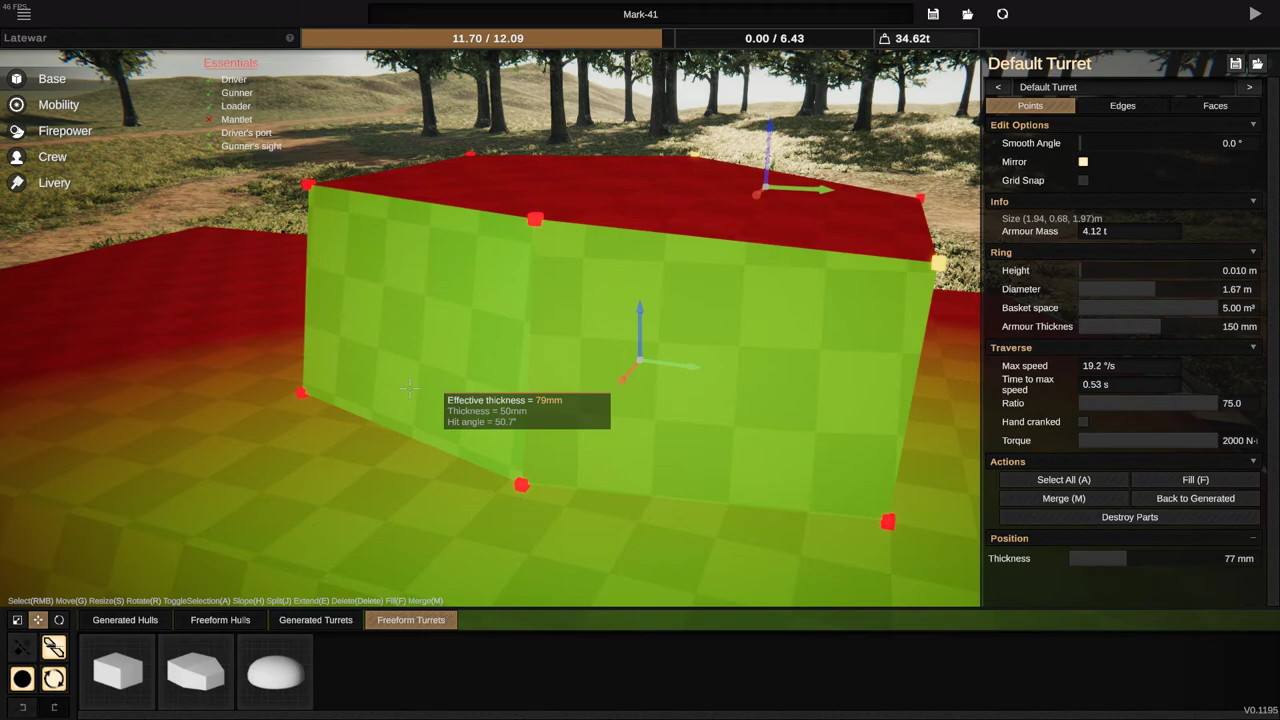 46 FPS
Mark-41
Latewar
?
11.70 / 12.09
0.00 / 6.43
34.62t
Base
Mobility
Firepower
Crew
Livery
Essentials
Driver
Gunner
Loader
Mantlet
Driver's port
Gunner's sight
Effective thickness = 79mm
Thickness = 50mm
Hit angle = 50.7°
Default Turret
< Default Turret >
Points Edges Faces
Edit Options
Smooth Angle 0.0 °
Mirror
Grid Snap
Info
Size (1.94, 0.68, 1.97)m
Armour Mass 4.12 t
Ring
Height 0.010 m
Diameter 1.67 m
Basket space 5.00 m³
Armour Thicknes 150 mm
Traverse
Max speed 19.2 °/s
Time to max speed 0.53 s
Ratio 75.0
Hand cranked
Torque 2000 N·
Actions
Select All (A) Fill (F)
Merge (M) Back to Generated
Destroy Parts
Position
Thickness 77 mm
Select(RMB) Move(G) Resize(S) Rotate(R) ToggleSelection(A) Slope(H) Split(J) Extend(E) Delete(Delete) Fill(F) Merge(M)
Generated Hulls Freeform Hulls Generated Turrets Freeform Turrets
V0.1195